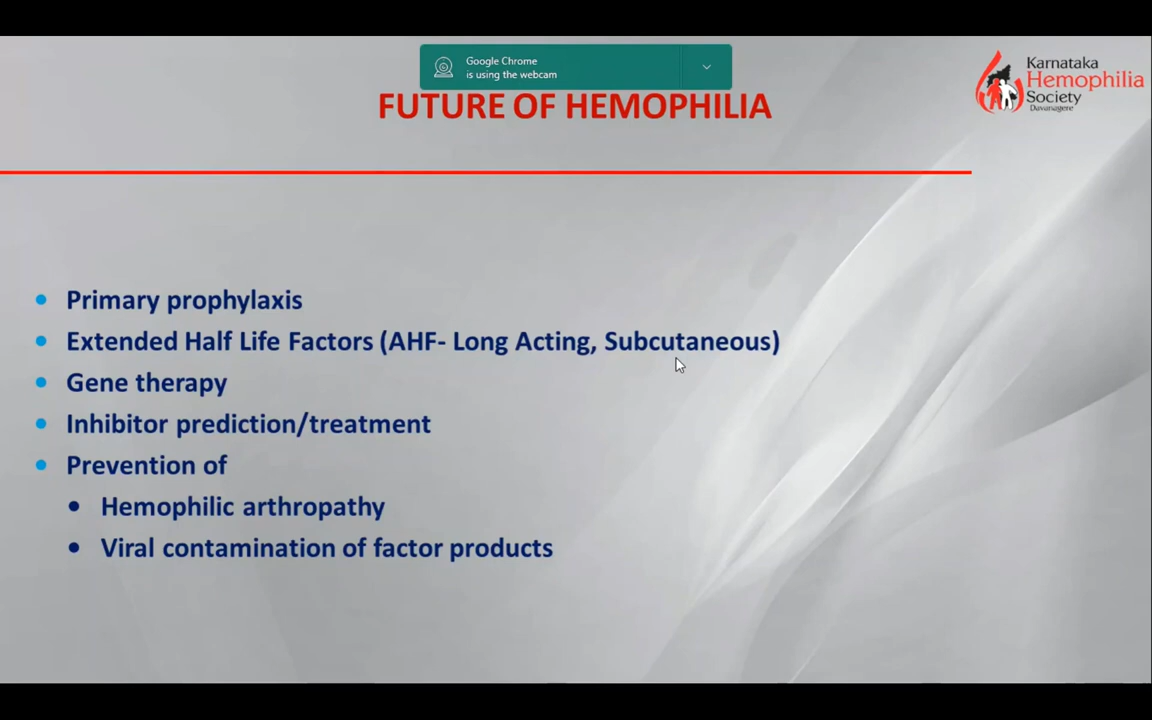 Google Chrome
is using the webcam
Karnataka
Hemophilia
Society
Davanagere
FUTURE OF HEMOPHILIA
Primary prophylaxis
Extended Half Life Factors (AHF- Long Acting, Subcutaneous)
Gene therapy
Inhibitor prediction/treatment
Prevention of
Hemophilic arthropathy
Viral contamination of factor products